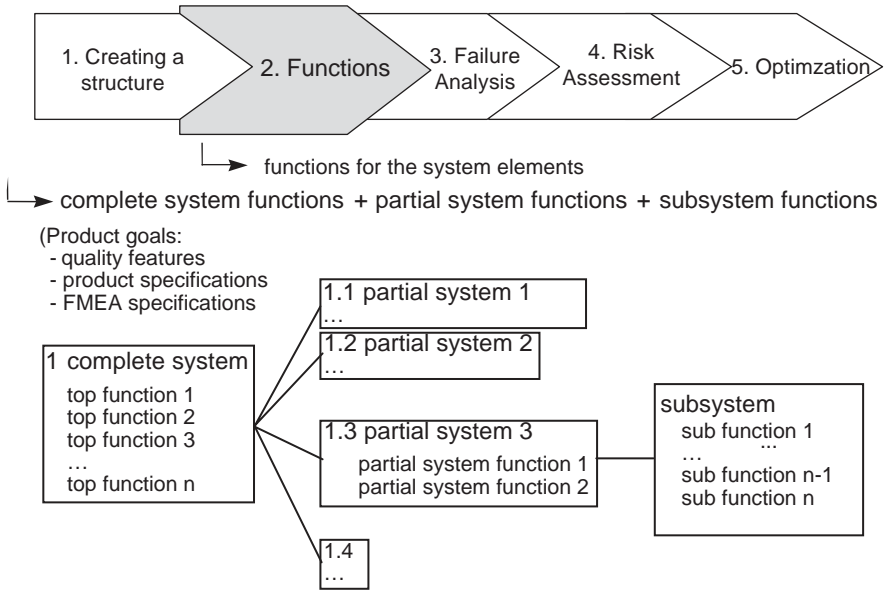 1. Creating a
structure
2. Functions
3. Failure
Analysis
4. Risk
Assessment
5. Optimzation
functions for the system elements
complete system functions + partial system functions + subsystem functions
(Product goals:
- quality features
- product specifications
- FMEA specifications
1 complete system
top function 1
top function 2
top function 3
…
top function n
1.1 partial system 1
…
1.2 partial system 2
…
1.3 partial system 3
partial system function 1
partial system function 2
1.4
…
subsystem
sub function 1
… ...
sub function n-1
sub function n